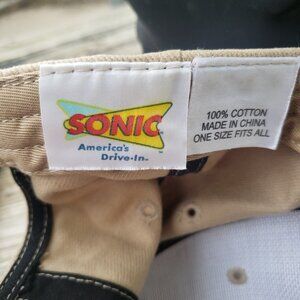 SONIC
America's
Drive-In.
100% COTTON
MADE IN CHINA
ONE SIZE FITS ALL